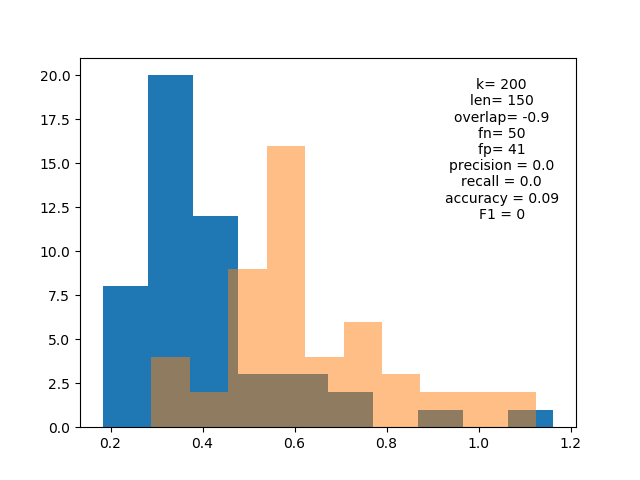 k= 200
len= 150
overlap= -0.9
fn= 50
fp= 41
precision = 0.0
recall = 0.0
accuracy = 0.09
F1 = 0
20.0
17.5
15.0
12.5
10.0
7.5
5.0
2.5
0.0
0.2 0.4 0.6 0.8 1.0 1.2